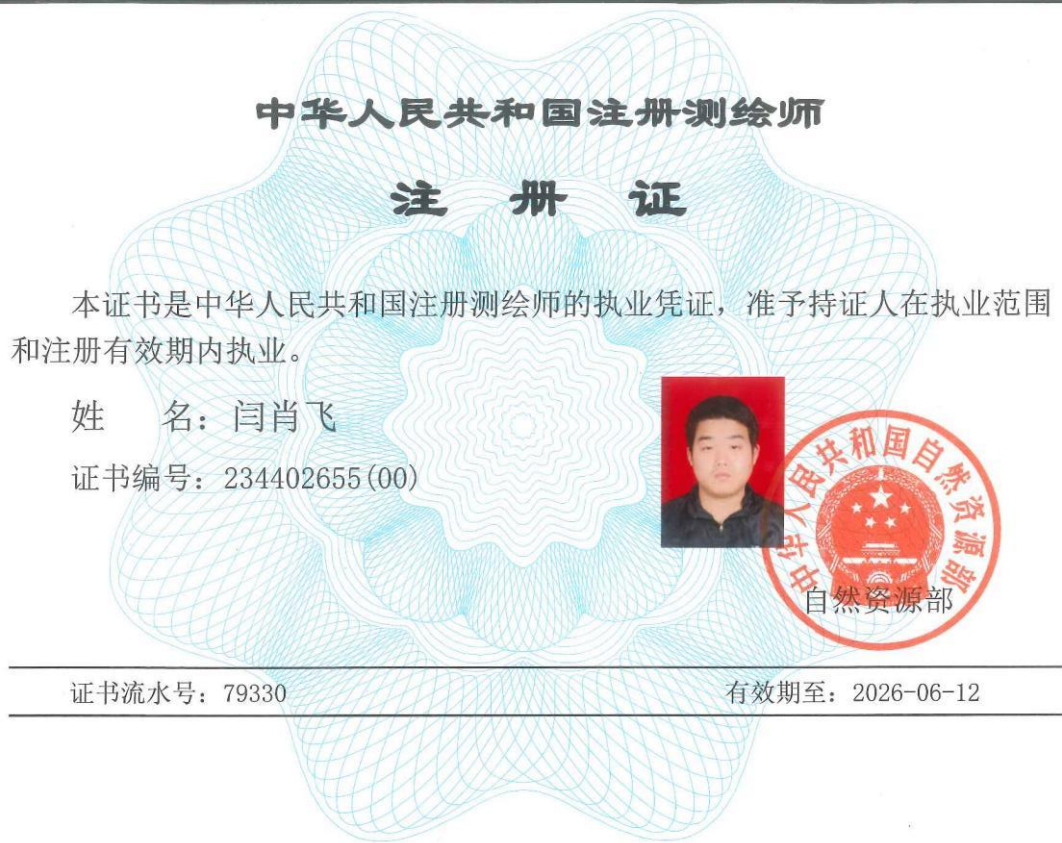 中华人民共和国注册测绘师
注 册 证
本证书是中华人民共和国注册测绘师的执业凭证，准予持证人在执业范围
和注册有效期内执业。
姓 名：闫肖飞
证书编号：234402655(00)
中华人民共和国自然资源部
自然资源部
证书流水号：79330 有效期至：2026-06-12